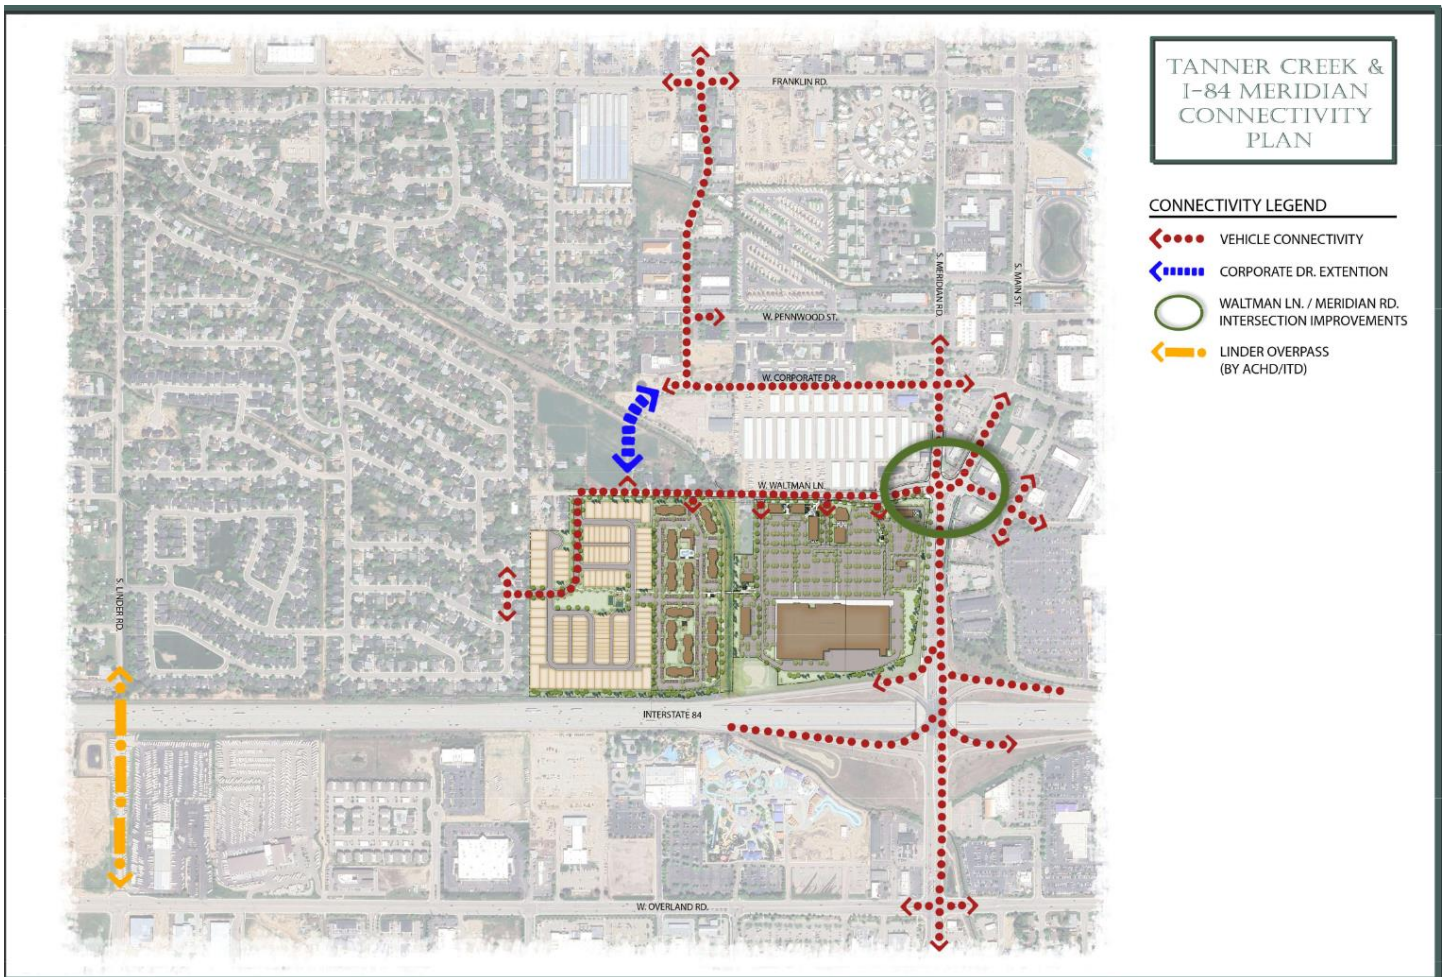 TANNER CREEK &
I-84 MERIDIAN
CONNECTIVITY
PLAN
CONNECTIVITY LEGEND
VEHICLE CONNECTIVITY
CORPORATE DR. EXTENTION
WALTMAN LN. / MERIDIAN RD.
INTERSECTION IMPROVEMENTS
LINDER OVERPASS
(BY ACHD/ITD)
FRANKLIN RD.
S. MERIDIAN RD.
S. MAIN ST.
W. PENNWOOD ST.
W. CORPORATE DR.
W. WALTMAN LN.
S. LINDER RD.
INTERSTATE 84
W. OVERLAND RD.